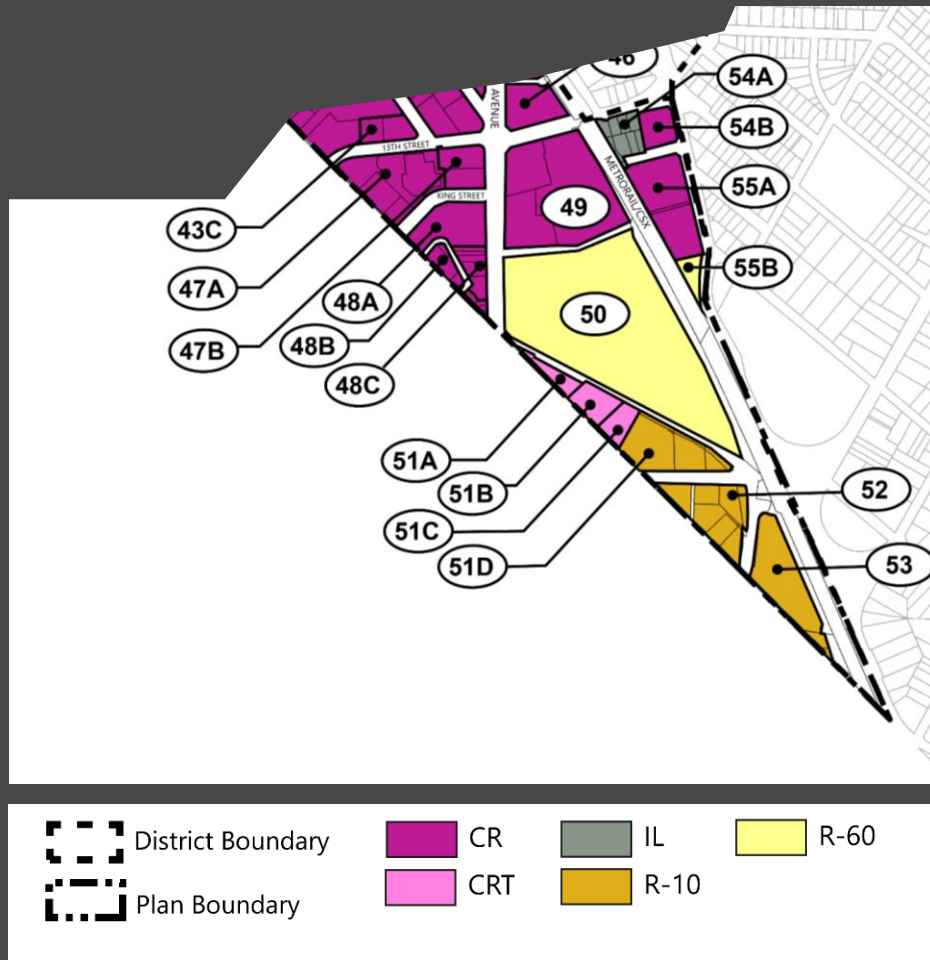 46
AVENUE
54A
54B
13TH STREET
METRORAIL/CSX
55A
KING STREET
49
43C
55B
47A
48A
50
47B
48B
48C
51A
51B
52
51C
51D
53
District Boundary
CR
IL
R-60
Plan Boundary
CRT
R-10